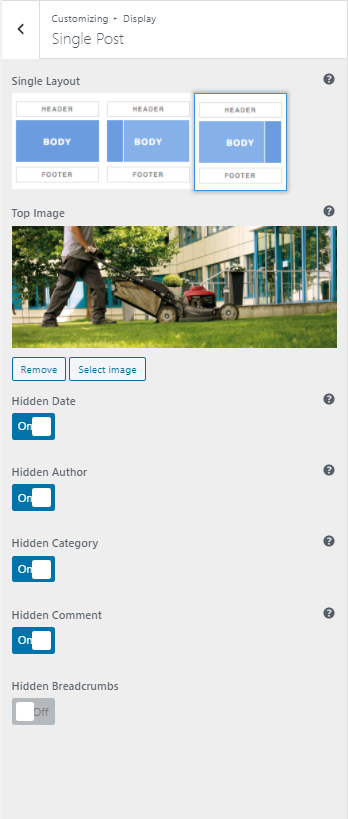 Customizing ▸ Display
Single Post
Single Layout
HEADER HEADER HEADER
BODY BODY BODY
FOOTER FOOTER FOOTER
Top Image
Remove Select image
Hidden Date
On
Hidden Author
On
Hidden Category
On
Hidden Comment
On
Hidden Breadcrumbs
Off